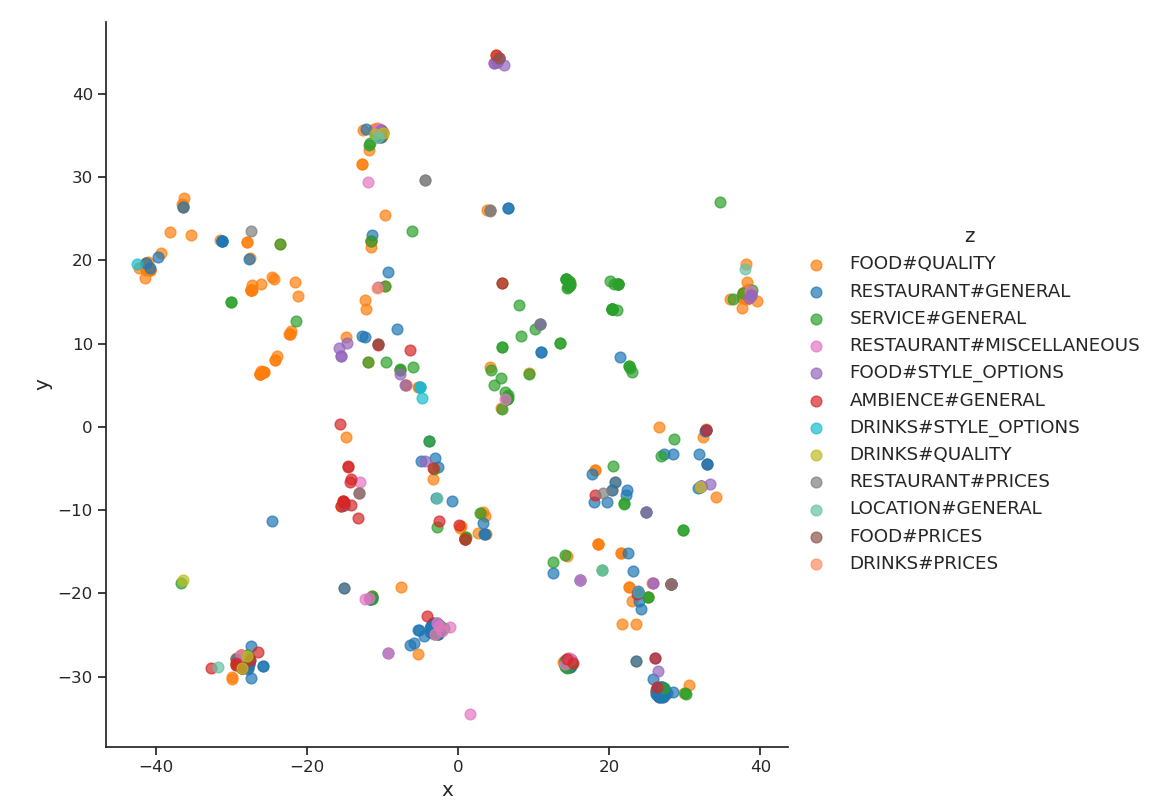 40
30
20
10
0
−10
−20
−30
−40
−20
0
20
40
x
y
z
FOOD#QUALITY
RESTAURANT#GENERAL
SERVICE#GENERAL
RESTAURANT#MISCELLANEOUS
FOOD#STYLE_OPTIONS
AMBIENCE#GENERAL
DRINKS#STYLE_OPTIONS
DRINKS#QUALITY
RESTAURANT#PRICES
LOCATION#GENERAL
FOOD#PRICES
DRINKS#PRICES